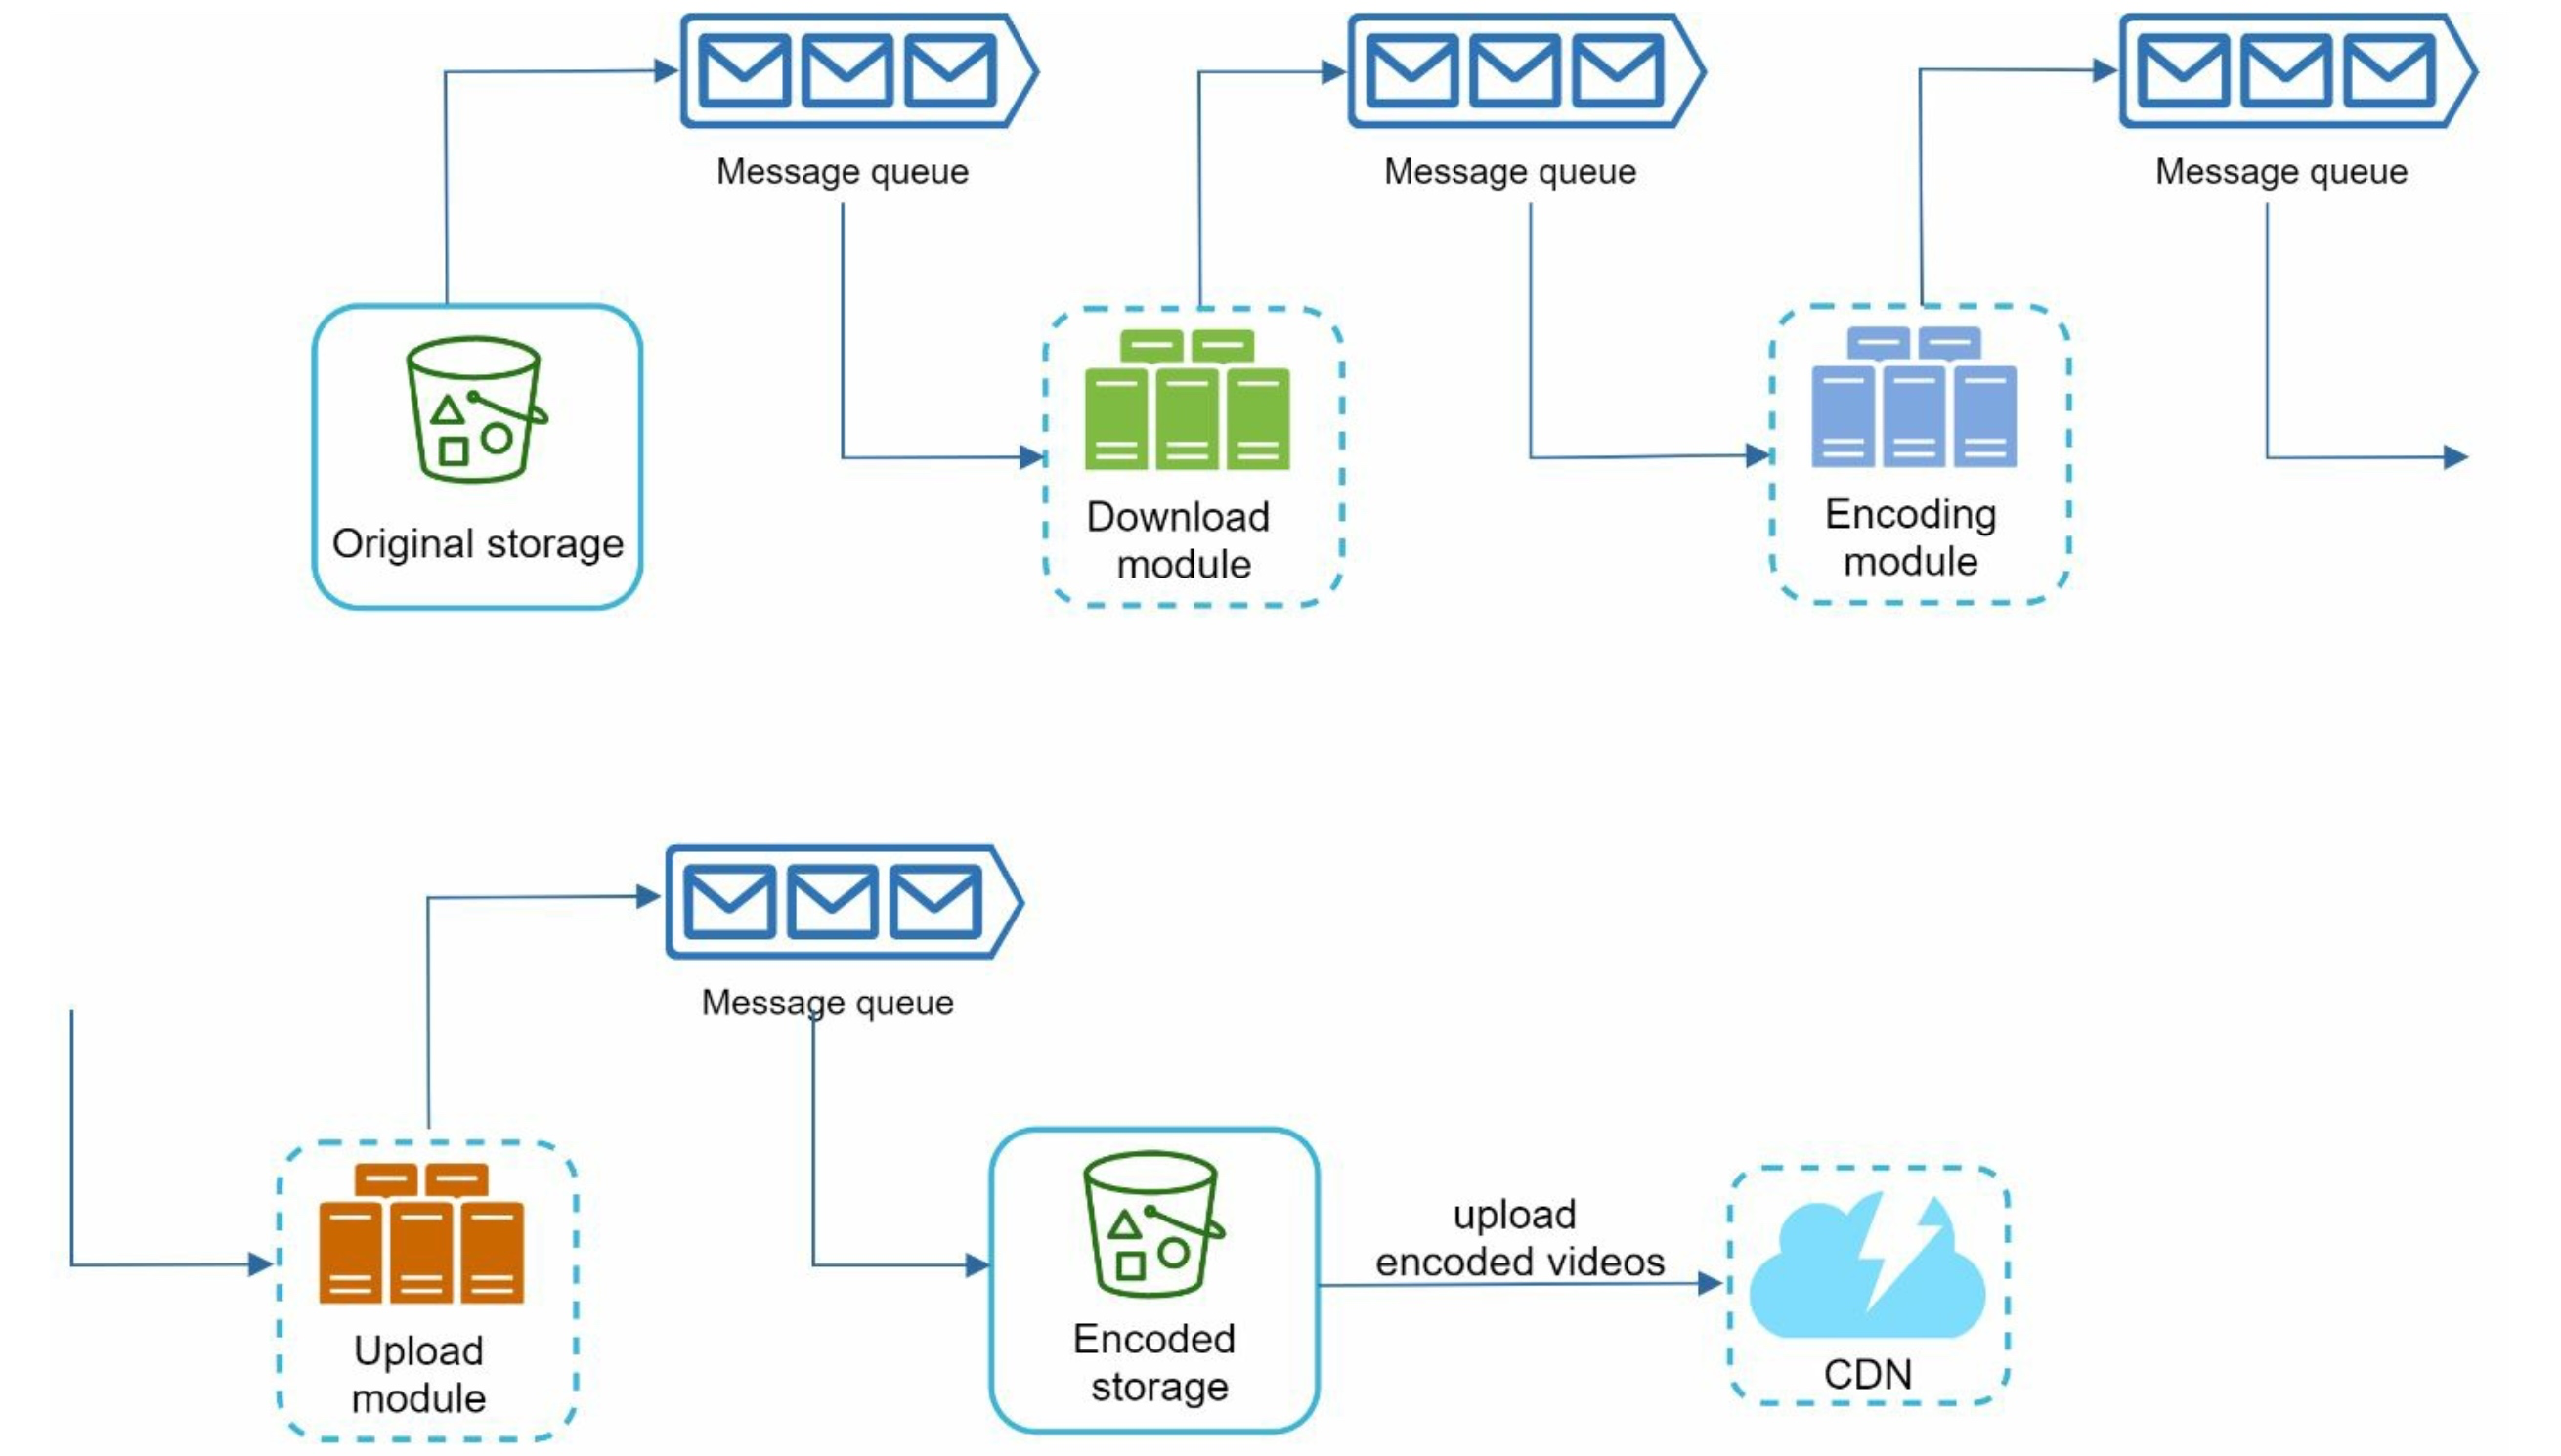 Message queue
Message queue
Message queue
Original storage
Download
module
Encoding
module
Message queue
upload
encoded videos
Upload
module
Encoded
storage
CDN